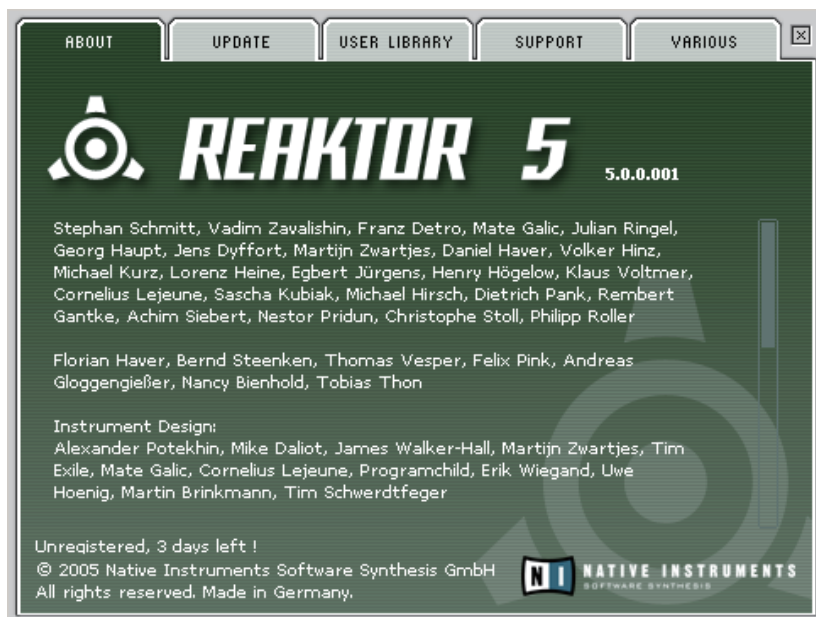 ABOUT
UPDATE
USER LIBRARY
SUPPORT
VARIOUS
REAKTOR 5
5.0.0.001
Stephan Schmitt, Vadim Zavalishin, Franz Detro, Mate Galic, Julian Ringel,
Georg Haupt, Jens Dyffort, Martijn Zwartjes, Daniel Haver, Volker Hinz,
Michael Kurz, Lorenz Heine, Egbert Jürgens, Henry Högelow, Klaus Voltmer,
Cornelius Lejeune, Sascha Kubiak, Michael Hirsch, Dietrich Pank, Rembert
Gantke, Achim Siebert, Nestor Pridun, Christophe Stoll, Philipp Roller
Florian Haver, Bernd Steenken, Thomas Vesper, Felix Pink, Andreas
Gloggengießer, Nancy Bienhold, Tobias Thon
Instrument Design:
Alexander Potekhin, Mike Daliot, James Walker-Hall, Martijn Zwartjes, Tim
Exile, Mate Galic, Cornelius Lejeune, Programchild, Erik Wiegand, Uwe
Hoenig, Martin Brinkmann, Tim Schwerdtfeger
Unregistered, 3 days left !
© 2005 Native Instruments Software Synthesis GmbH
All rights reserved. Made in Germany.
NI NATIVE INSTRUMENTS
SOFTWARE SYNTHESIS